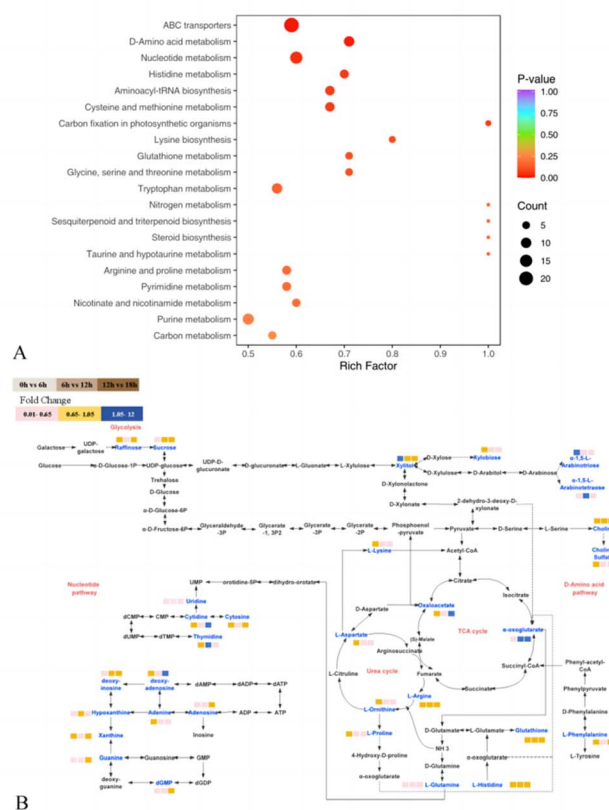 ABC transporters
D-Amino acid metabolism
Nucleotide metabolism
Histidine metabolism
Aminoacyl-tRNA biosynthesis
Cysteine and methionine metabolism
Carbon fixation in photosynthetic organisms
Lysine biosynthesis
Glutathione metabolism
Glycine, serine and threonine metabolism
Tryptophan metabolism
Nitrogen metabolism
Sesquiterpenoid and triterpenoid biosynthesis
Steroid biosynthesis
Taurine and hypotaurine metabolism
Arginine and proline metabolism
Pyrimidine metabolism
Nicotinate and nicotinamide metabolism
Purine metabolism
Carbon metabolism
0.5 0.6 0.7 0.8 0.9 1.0
Rich Factor
P-value
1.00
0.75
0.50
0.25
0.00
Count
5
10
15
20
A
0h vs 6h 6h vs 12h 12h vs 18h
Fold Change
0.01- 0.65 0.65- 1.05 1.05- 12
Glycolysis
Galactose
UDP-galactose
Raffinose
Sucrose
Glucose
α-D-Glucose-1P
UDP-glucose
UDP-D-glucuronate
D-glucuronate
L-Gluonate
L-Xylulose
Xylitol
D-Xylose
Xylobiose
D-Xylulose
D-Arabitol
D-Arabinose
α-1,5-L-Arabinotriose
α-1,5-L-Arabinotetraose
Trehalose
D-Glucose
α-D-Glucose-6P
α-D-Fructose-6P
D-Xylonolactone
D-Xylonate
2-dehydro-3-deoxy-D-xylonate
Glyceraldehyde-3P
Glycerate-1, 3P2
Glycerate-3P
Glycerate-2P
Phosphoenol-pyruvate
Pyruvate
D-Serine
L-Serine
Cholin
Cholin
Sulfat
L-Lysine
Acetyl-CoA
Nucleotide pathway
UMP
orotidine-5P
dihydro-orotate
Uridine
dCMP
CMP
Cytidine
Cytosine
dUMP
dTMP
Thymidine
Citrate
Isocitrate
D-Amino acid pathway
D-Aspartate
Oxaloacetate
L-Aspartate
(S)-Malate
TCA cycle
α-oxoglutarate
Arginosuccinate
Urea cycle
Fumarate
Succinyl-CoA
Succinate
L-Citruline
L-Argine
L-Ornithine
Phenyl-acetyl-CoA
Phenylpyruvate
D-Phenylalanine
L-Phenylalanine
L-Tyrosine
deoxy-inosine
deoxy-adenosine
dAMP
dADP
dATP
Hypoxanthine
Adenine
Adenosine
ADP
ATP
Inosine
Xanthine
Guanine
Guanosine
GMP
deoxy-guanine
dGMP
dGDP
L-Proline
4-Hydroxy-D-proline
α-oxoglutarate
D-Glutamate
L-Glutamate
Glutathione
NH 3
D-Glutamine
α-oxoglutarate
L-Glutamine
L-Histidine
B